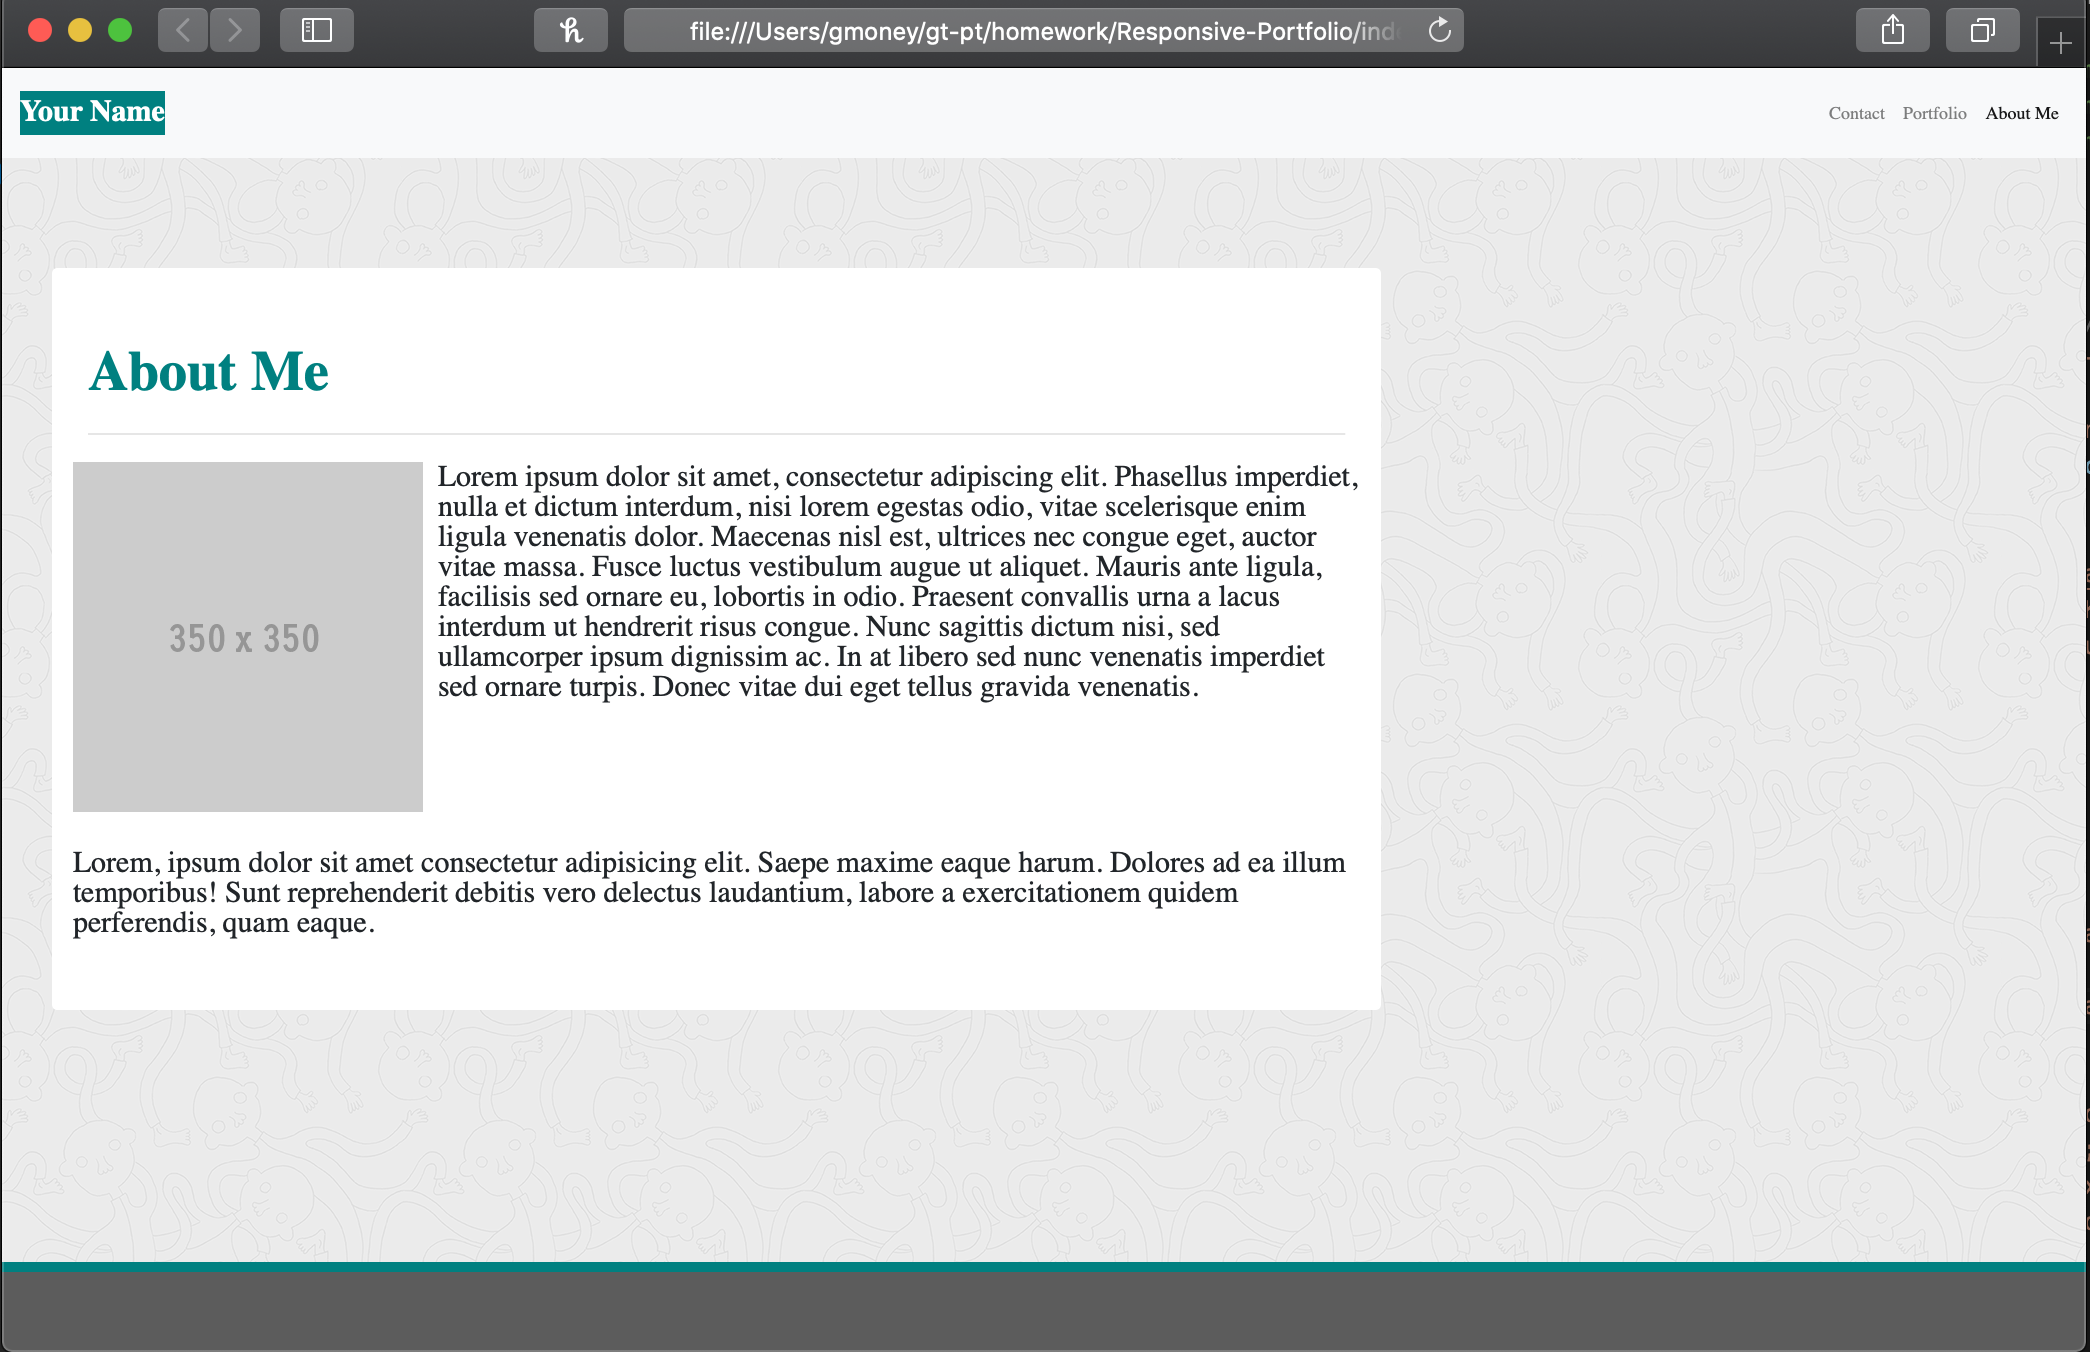 file:///Users/gmoney/gt-pt/homework/Responsive-Portfolio/ind
Your Name
Contact Portfolio About Me
About Me
350 x 350
Lorem ipsum dolor sit amet, consectetur adipiscing elit. Phasellus imperdiet,
nulla et dictum interdum, nisi lorem egestas odio, vitae scelerisque enim
ligula venenatis dolor. Maecenas nisl est, ultrices nec congue eget, auctor
vitae massa. Fusce luctus vestibulum augue ut aliquet. Mauris ante ligula,
facilisis sed ornare eu, lobortis in odio. Praesent convallis urna a lacus
interdum ut hendrerit risus congue. Nunc sagittis dictum nisi, sed
ullamcorper ipsum dignissim ac. In at libero sed nunc venenatis imperdiet
sed ornare turpis. Donec vitae dui eget tellus gravida venenatis.
Lorem, ipsum dolor sit amet consectetur adipisicing elit. Saepe maxime eaque harum. Dolores ad ea illum
temporibus! Sunt reprehenderit debitis vero delectus laudantium, labore a exercitationem quidem
perferendis, quam eaque.